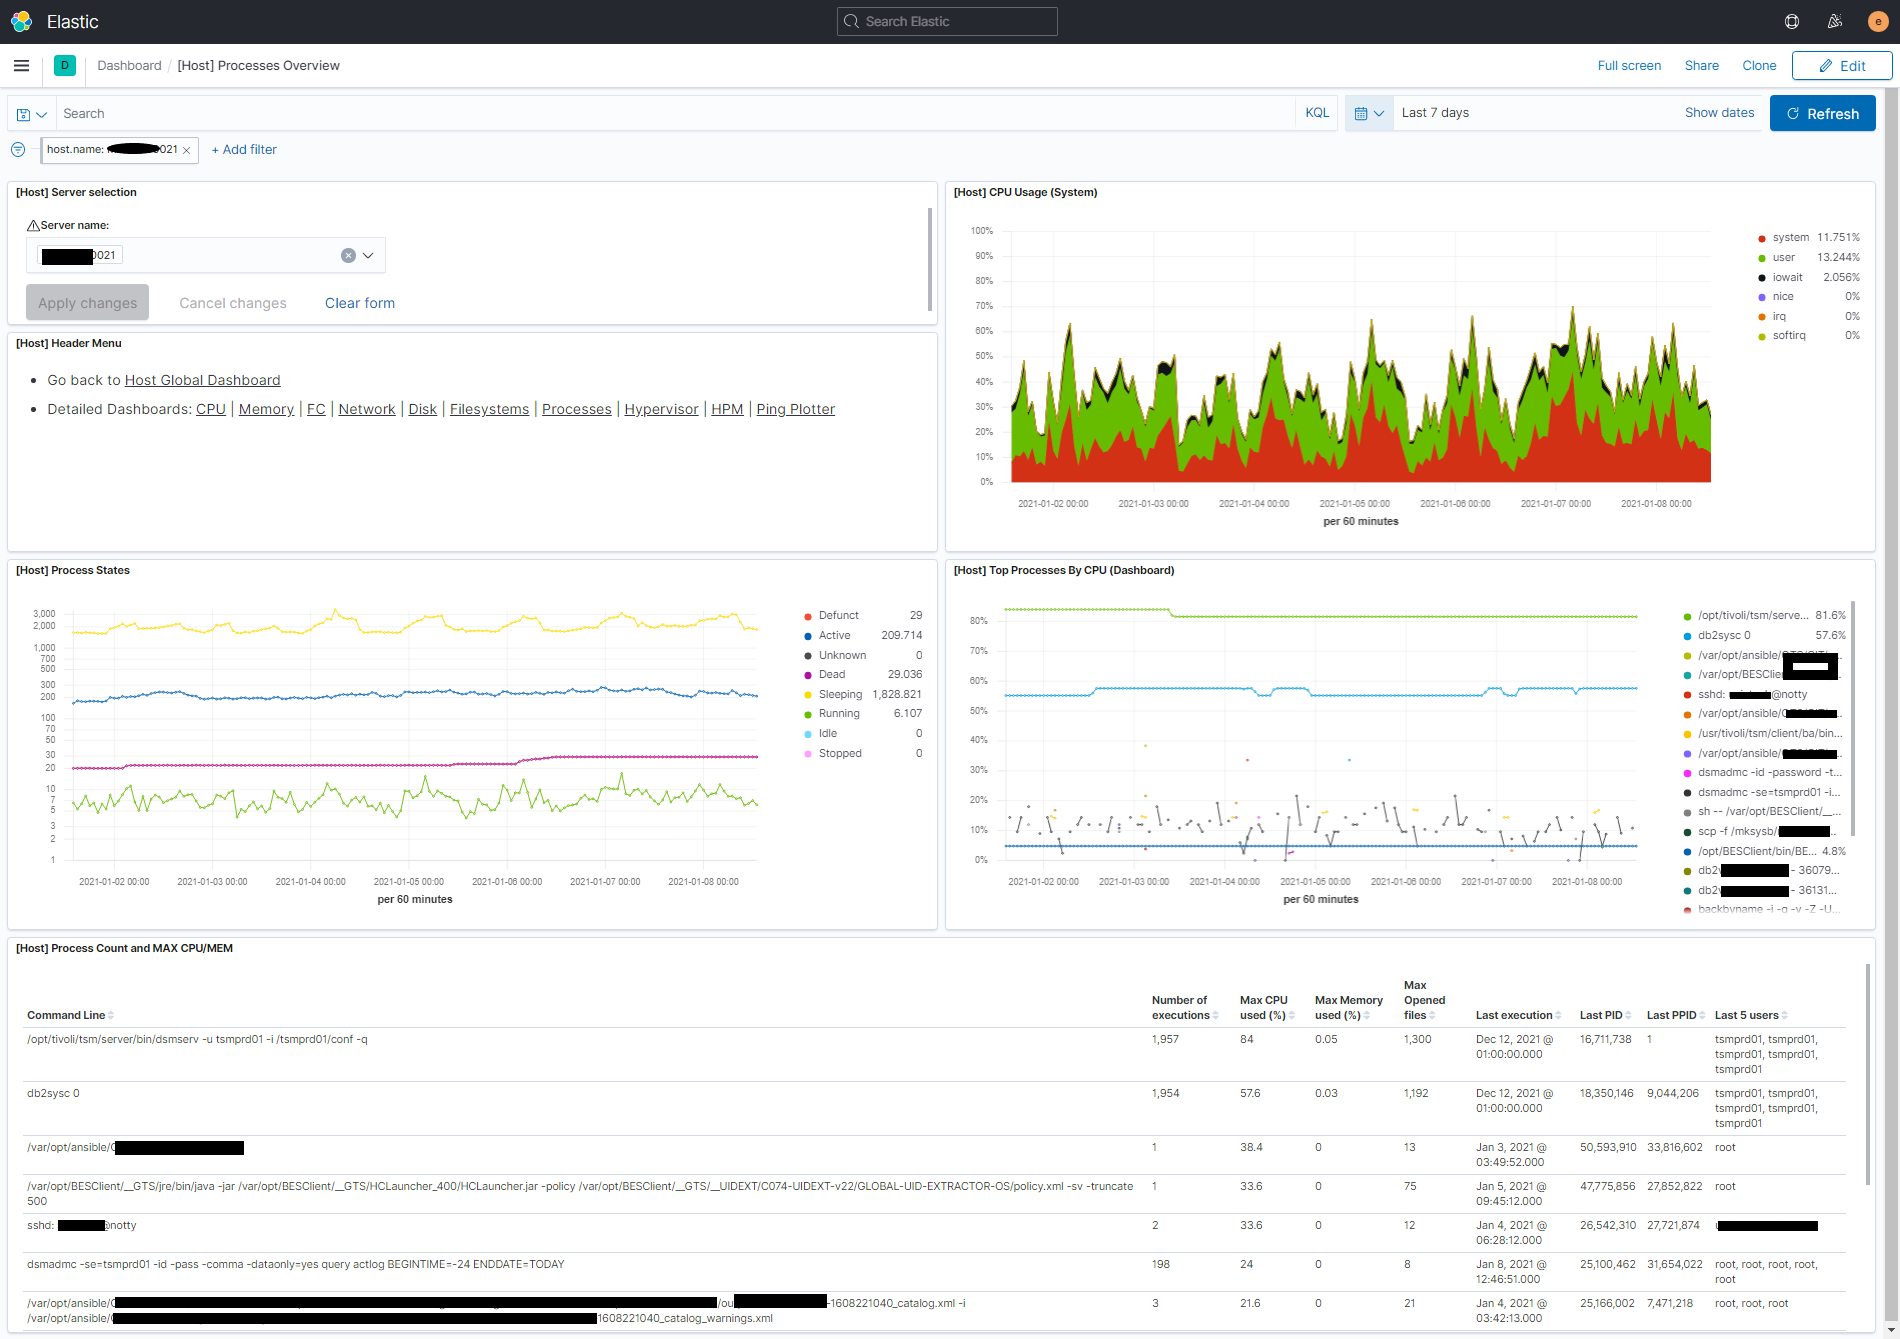 Elastic
Search Elastic
e
D
Dashboard / [Host] Processes Overview
Full screen
Share
Clone
Edit
Search
KQL
Last 7 days
Show dates
Refresh
host.name: 021 ×
+ Add filter
[Host] Server selection
Server name:
0021
Apply changes
Cancel changes
Clear form
[Host] Header Menu
• Go back to Host Global Dashboard
• Detailed Dashboards: CPU | Memory | FC | Network | Disk | Filesystems | Processes | Hypervisor | HPM | Ping Plotter
[Host] CPU Usage (System)
100%
90%
80%
70%
60%
50%
40%
30%
20%
10%
0%
2021-01-02 00:00
2021-01-03 00:00
2021-01-04 00:00
2021-01-05 00:00
2021-01-06 00:00
2021-01-07 00:00
2021-01-08 00:00
per 60 minutes
system 11.751%
user 13.244%
iowait 2.056%
nice 0%
irq 0%
softirq 0%
[Host] Process States
3,000
2,000
1,000
700
500
300
200
100
70
50
30
20
10
7
5
3
2
1
2021-01-02 00:00
2021-01-03 00:00
2021-01-04 00:00
2021-01-05 00:00
2021-01-06 00:00
2021-01-07 00:00
2021-01-08 00:00
per 60 minutes
Defunct 29
Active 209.714
Unknown 0
Dead 29.036
Sleeping 1,828.821
Running 6.107
Idle 0
Stopped 0
[Host] Top Processes By CPU (Dashboard)
80%
70%
60%
50%
40%
30%
20%
10%
0%
2021-01-02 00:00
2021-01-03 00:00
2021-01-04 00:00
2021-01-05 00:00
2021-01-06 00:00
2021-01-07 00:00
2021-01-08 00:00
per 60 minutes
/opt/tivoli/tsm/serve... 81.6%
db2sysc 0 57.6%
/var/opt/ansible/
/var/opt/BESClie
sshd: @notty
/var/opt/ansible/
/usr/tivoli/tsm/client/ba/bin...
/var/opt/ansible/
dsmadmc -id -password -t...
dsmadmc -se=tsmprd01 -i...
sh -- /var/opt/BESClient/__...
scp -f /mksysb/
/opt/BESClient/bin/BE... 4.8%
db2 - 36079...
db2 - 36131...
backbyname -i -q -v -Z -U...
[Host] Process Count and MAX CPU/MEM
Command Line
Number of executions
Max CPU used (%)
Max Memory used (%)
Max Opened files
Last execution
Last PID
Last PPID
Last 5 users
/opt/tivoli/tsm/server/bin/dsmserv -u tsmprd01 -i /tsmprd01/conf -q 1,957 84 0.05 1,300 Dec 12, 2021 @ 01:00:00.000 16,711,738 1 tsmprd01, tsmprd01, tsmprd01, tsmprd01, tsmprd01
db2sysc 0 1,954 57.6 0.03 1,192 Dec 12, 2021 @ 01:00:00.000 18,350,146 9,044,206 tsmprd01, tsmprd01, tsmprd01, tsmprd01, tsmprd01
/var/opt/ansible/ 1 38.4 0 13 Jan 3, 2021 @ 03:49:52.000 50,593,910 33,816,602 root
/var/opt/BESClient/__GTS/jre/bin/java -jar /var/opt/BESClient/__GTS/HCLauncher_400/HCLauncher.jar -policy /var/opt/BESClient/__GTS/__UIDEXT/C074-UIDEXT-v22/GLOBAL-UID-EXTRACTOR-OS/policy.xml -sv -truncate 500 1 33.6 0 75 Jan 5, 2021 @ 09:45:12.000 47,775,856 27,852,822 root
sshd: @notty 2 33.6 0 12 Jan 4, 2021 @ 06:28:12.000 26,542,310 27,721,874
dsmadmc -se=tsmprd01 -id -pass -comma -dataonly=yes query actlog BEGINTIME=-24 ENDDATE=TODAY 198 24 0 8 Jan 8, 2021 @ 12:46:51.000 25,100,462 31,654,022 root, root, root, root, root
/var/opt/ansible/ /ou -1608221040_catalog.xml -i /var/opt/ansible/ 1608221040_catalog_warnings.xml 3 21.6 0 21 Jan 4, 2021 @ 03:42:13.000 25,166,002 7,471,218 root, root, root